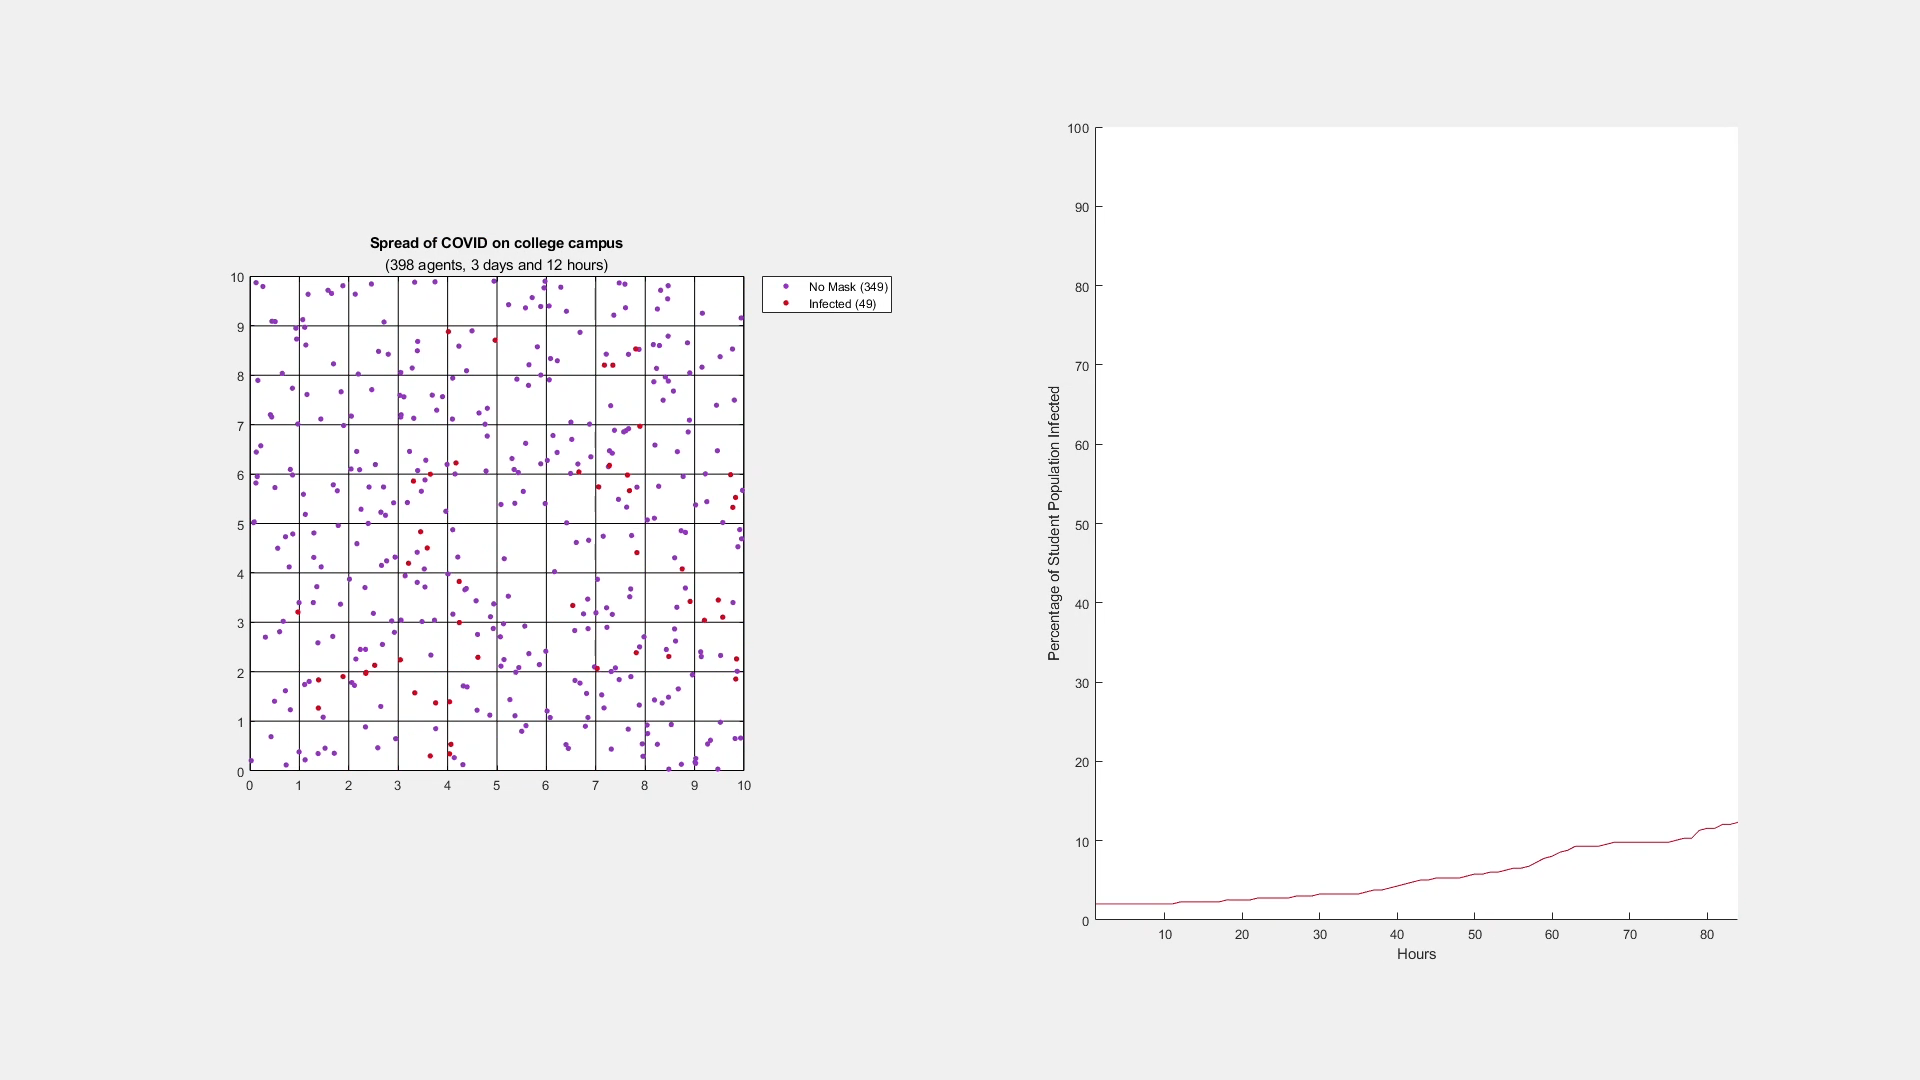 Spread of COVID on college campus
(398 agents, 3 days and 12 hours)
No Mask (349)
Infected (49)
10
9
8
7
6
5
4
3
2
1
0
0 1 2 3 4 5 6 7 8 9 10
Percentage of Student Population Infected
100
90
80
70
60
50
40
30
20
10
0
10 20 30 40 50 60 70 80
Hours